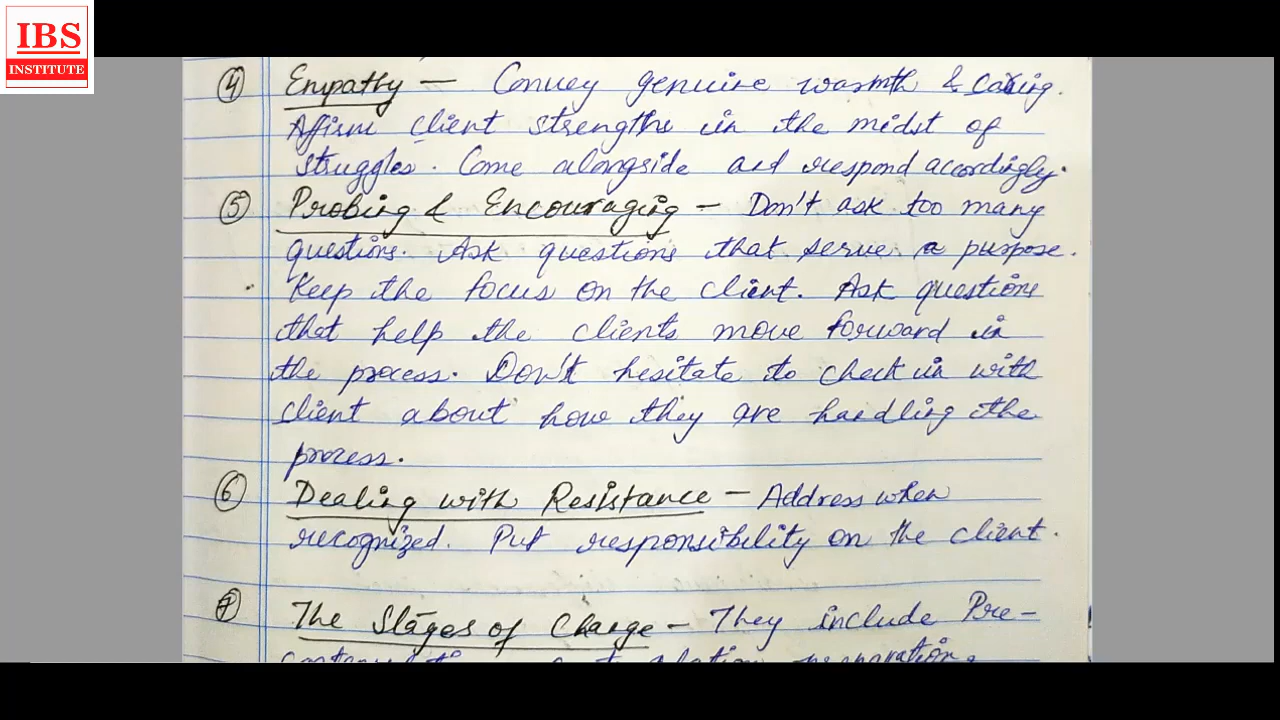 IBS
INSTITUTE
④ Empathy — Convey genuine warmth & Caring.
Affirm client strengths in the midst of
struggles. Come alongside and respond accordingly.
⑤ Probing & Encouraging — Don't ask too many
questions. Ask questions that serve a purpose.
Keep the focus on the client. Ask questions
that help the clients move forward in
the process. Don't hesitate to check in with
client about how they are handling the
process.
⑥ Dealing with Resistance — Address when
recognized. Put responsibility on the client.
⑦ The Stages of Change — They include Pre-
preparation,